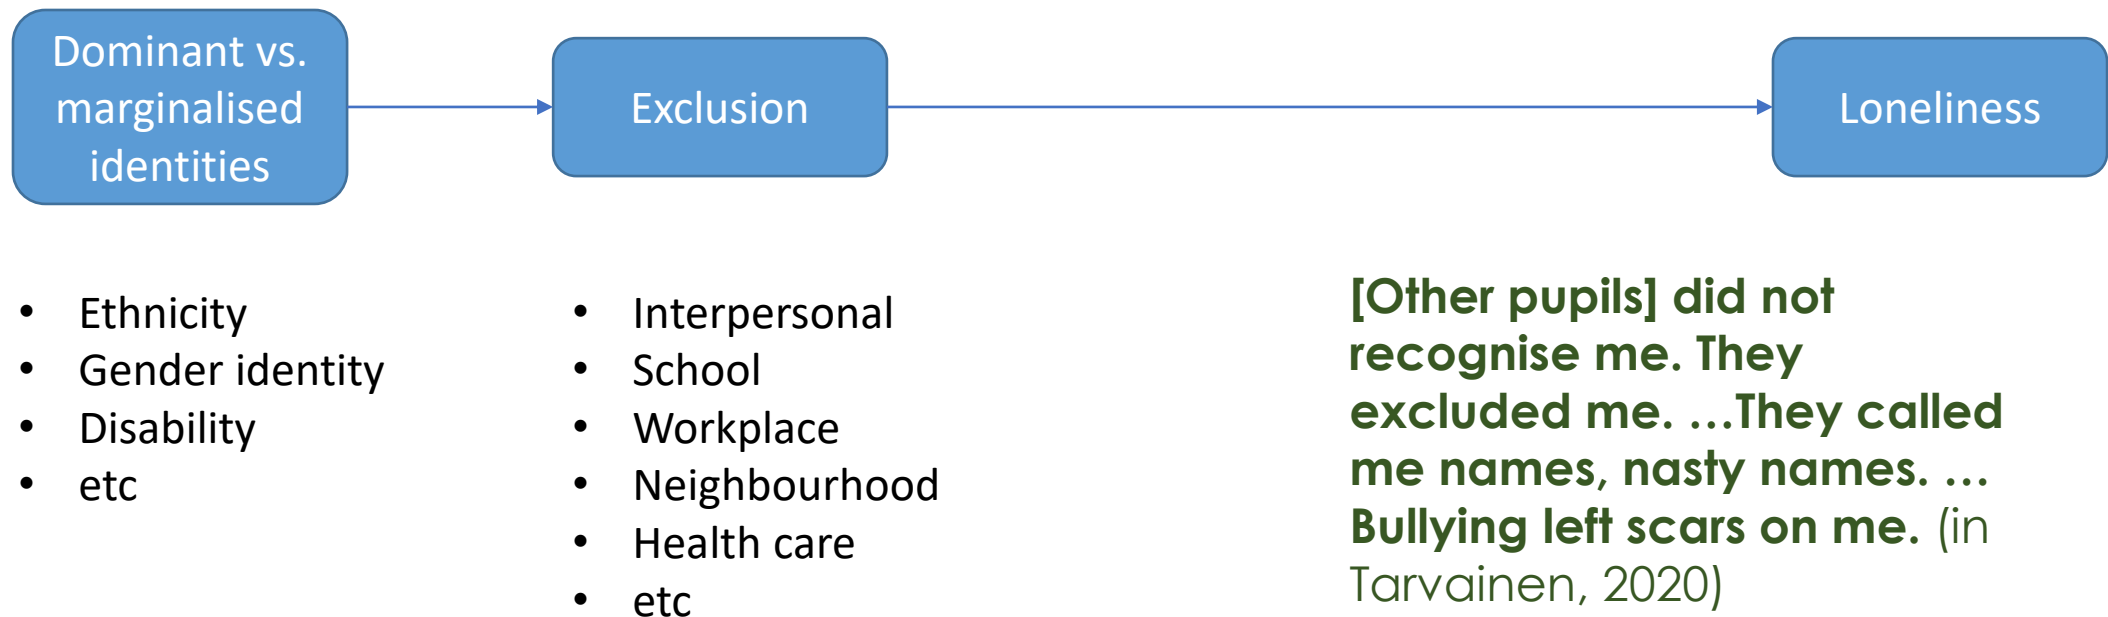 Dominant vs.
marginalised
identities
Exclusion
Loneliness
• Ethnicity
• Gender identity
• Disability
• etc
• Interpersonal
• School
• Workplace
• Neighbourhood
• Health care
• etc
[Other pupils] did not
recognise me. They
excluded me. …They called
me names, nasty names. …
Bullying left scars on me. (in
Tarvainen, 2020)